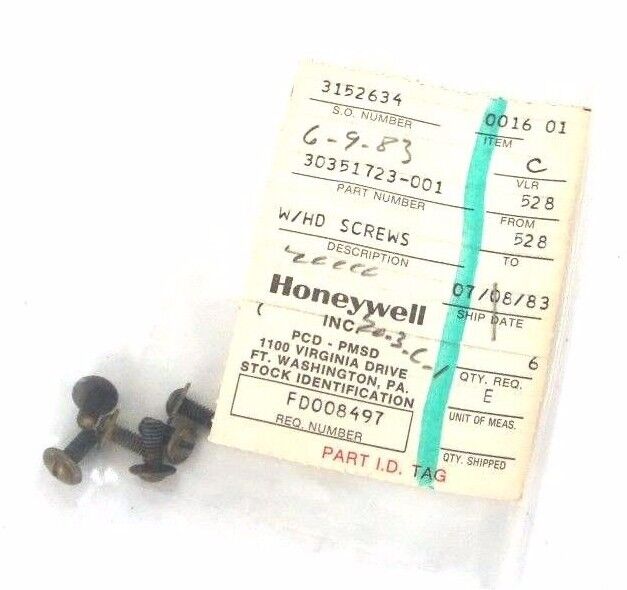 3152634 0016 01
S.O. NUMBER ITEM
6-9-83 C
30351723-001 VLR
PART NUMBER 528
W/HD SCREWS FROM
DESCRIPTION 528
TO
Honeywell 07/08/83
INC. SHIP DATE
PCD - PMSD 6
1100 VIRGINIA DRIVE QTY. REQ.
FT. WASHINGTON, PA. E
STOCK IDENTIFICATION UNIT OF MEAS.
FD008497
REQ. NUMBER QTY. SHIPPED
PART I.D. TAG